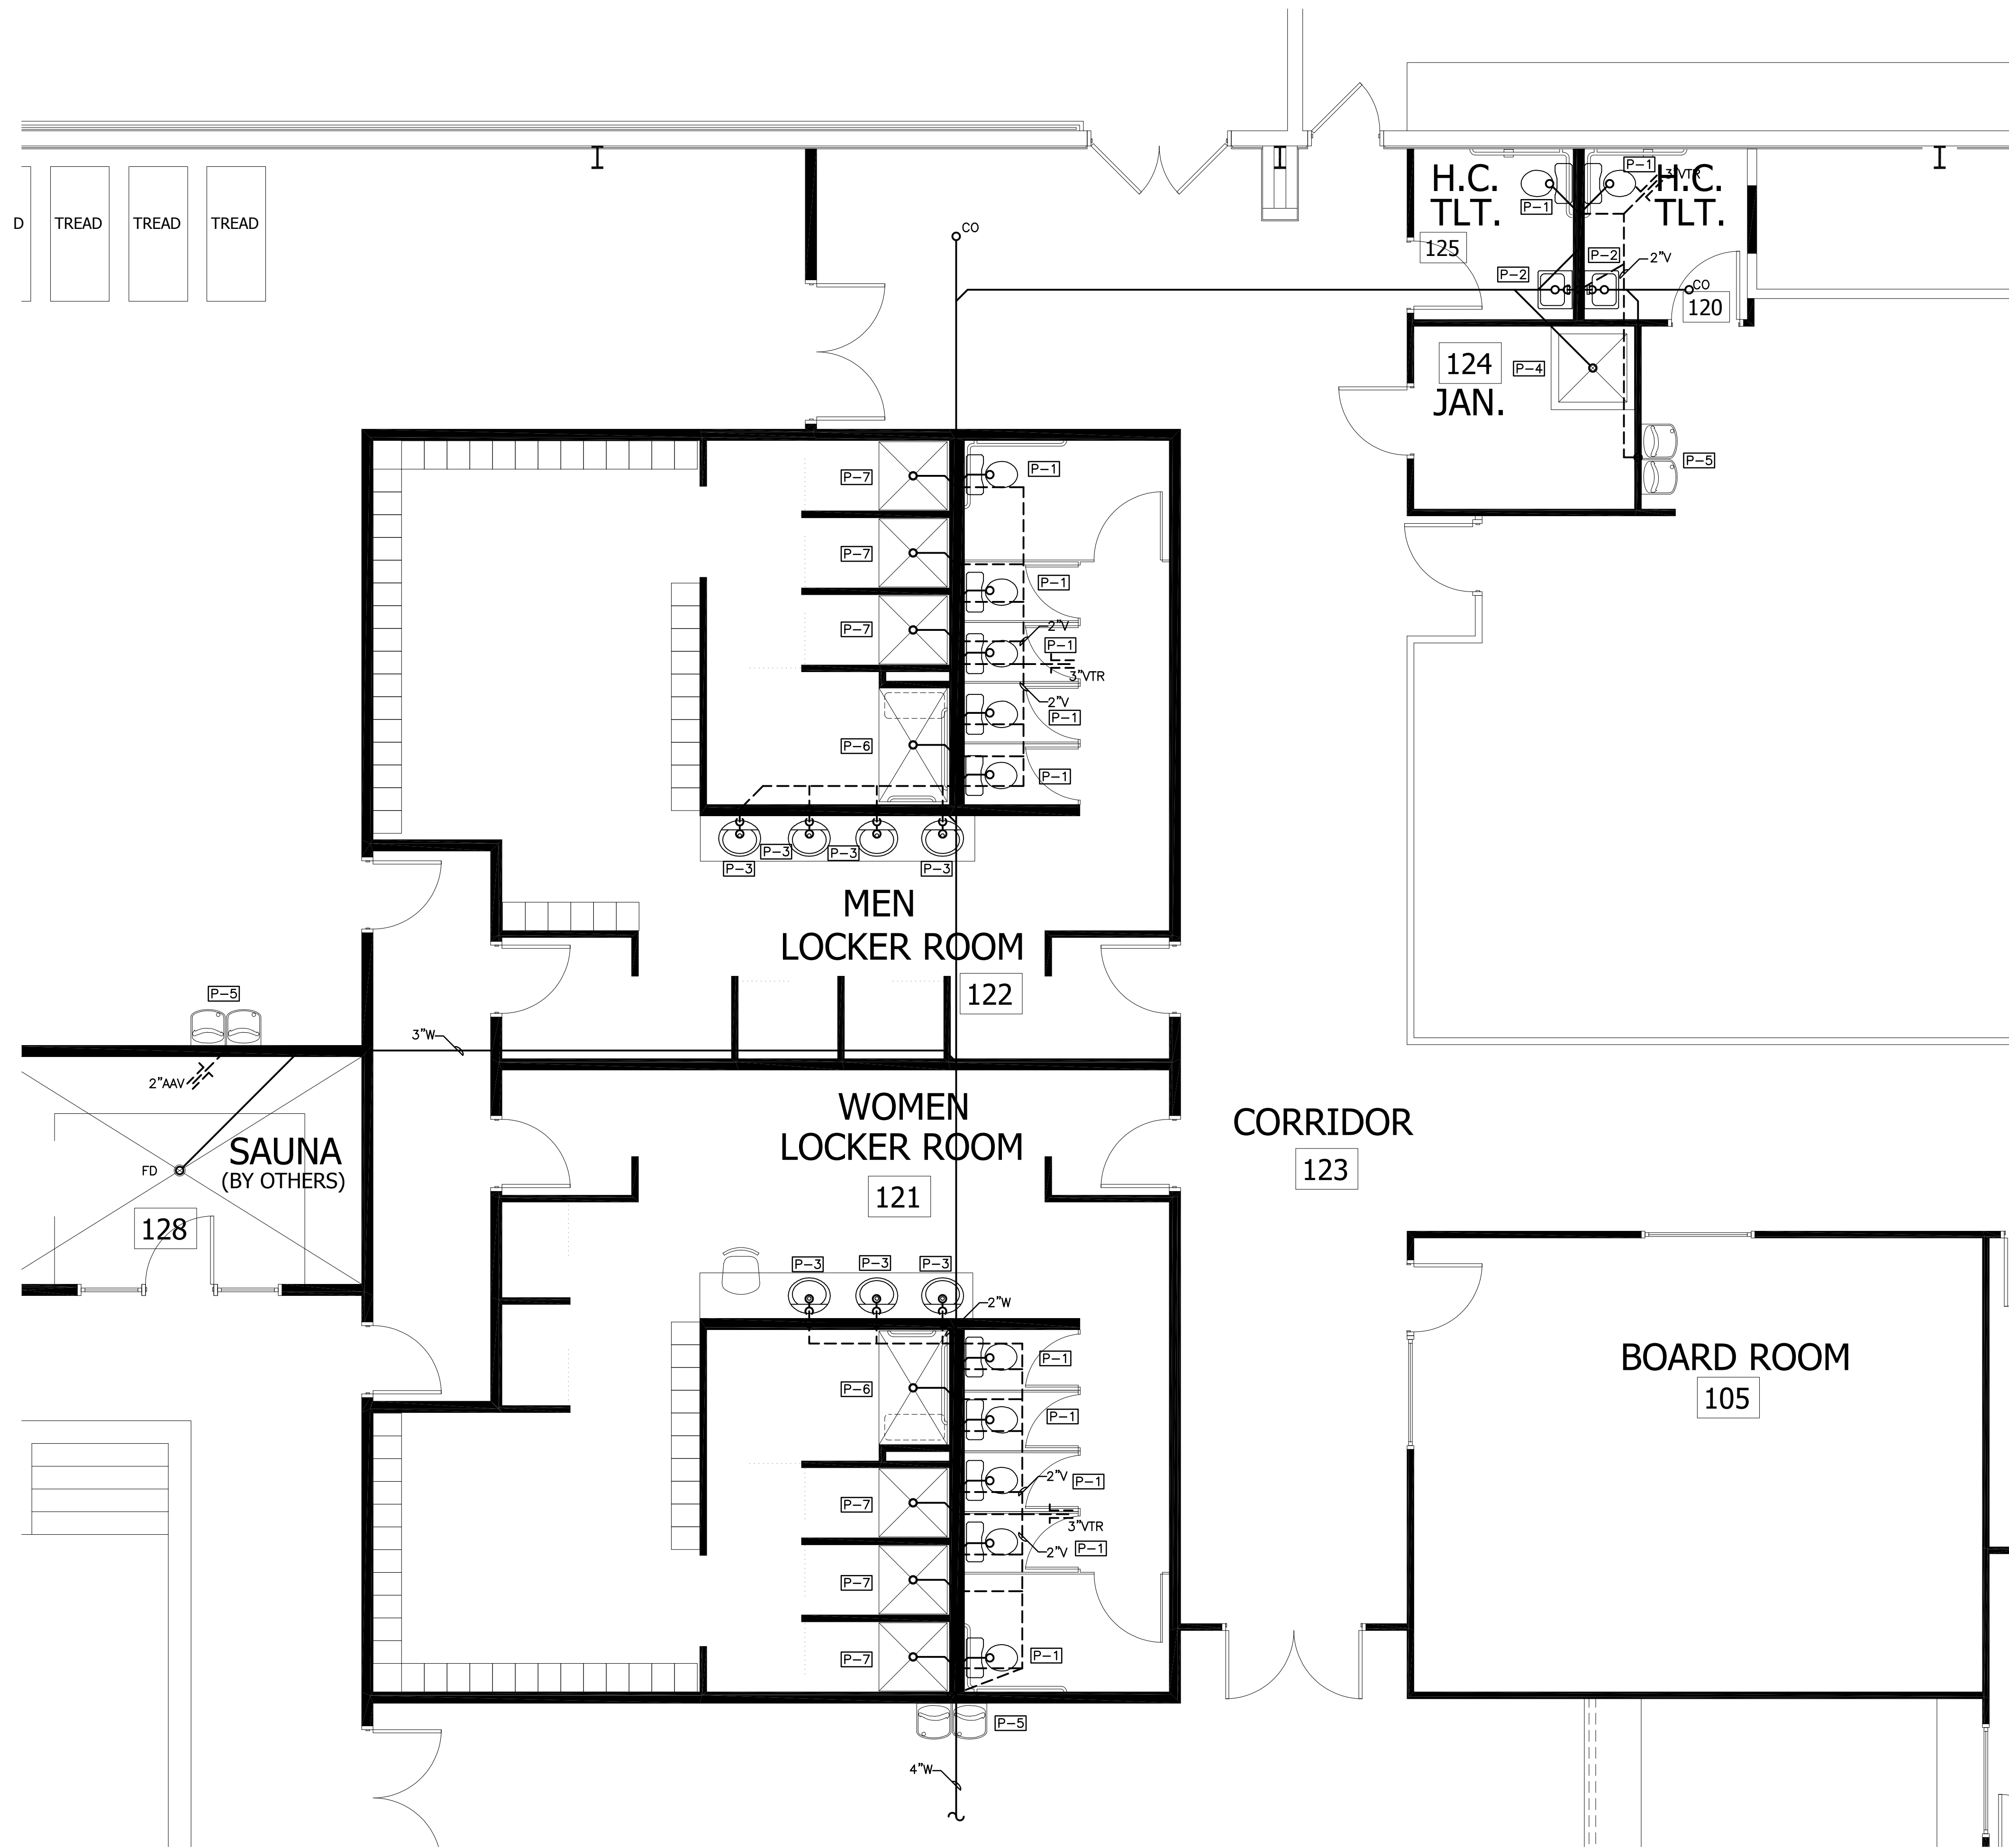 H.C.
TLT.
P-1
3"VTR
H.C.
TLT.
P-1
D
TREAD
TREAD
TREAD
CO
125
P-2
2"V
P-2
CO
120
124
JAN.
P-4
P-5
P-7
P-1
P-7
P-1
P-7
2"V
P-1
3"VTR
2"V
P-1
P-6
P-1
P-3
P-3
P-3
P-3
MEN
LOCKER ROOM
122
P-5
3"W
2"AAV
SAUNA
(BY OTHERS)
FD
128
WOMEN
LOCKER ROOM
121
CORRIDOR
123
P-3
P-3
P-3
2"W
P-1
P-6
P-1
2"V
P-1
P-7
3"VTR
2"V
P-1
P-7
P-7
P-1
P-5
4"W
BOARD ROOM
105